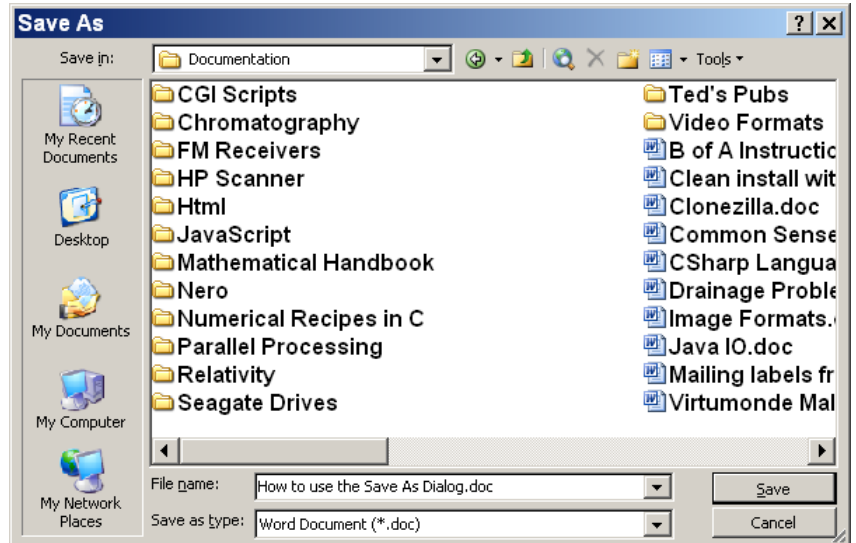 Save As
Save in:
Documentation
Tools
My Recent
Documents
Desktop
My Documents
My Computer
My Network
Places
CGI Scripts
Chromatography
FM Receivers
HP Scanner
Html
JavaScript
Mathematical Handbook
Nero
Numerical Recipes in C
Parallel Processing
Relativity
Seagate Drives
Ted's Pubs
Video Formats
B of A Instructic
Clean install wit
Clonezilla.doc
Common Sense
CSharp Langua
Drainage Proble
Image Formats.
Java IO.doc
Mailing labels fr
Virtumonde Mal
File name:
How to use the Save As Dialog.doc
Save
Save as type:
Word Document (*.doc)
Cancel